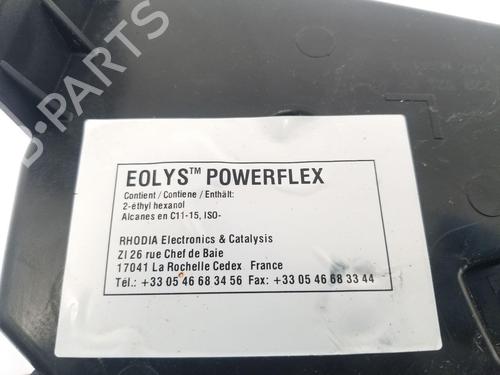 EOLYS™ POWERFLEX
Contient / Contiene / Enthält:
2-éthyl hexanol
Alcanes en C11-15, ISO-
RHODIA Electronics & Catalysis
ZI 26 rue Chef de Baie
17041 La Rochelle Cedex France
Tél.: +33 05 46 68 34 56 Fax: +33 05 46 68 33 44
B-PARTS